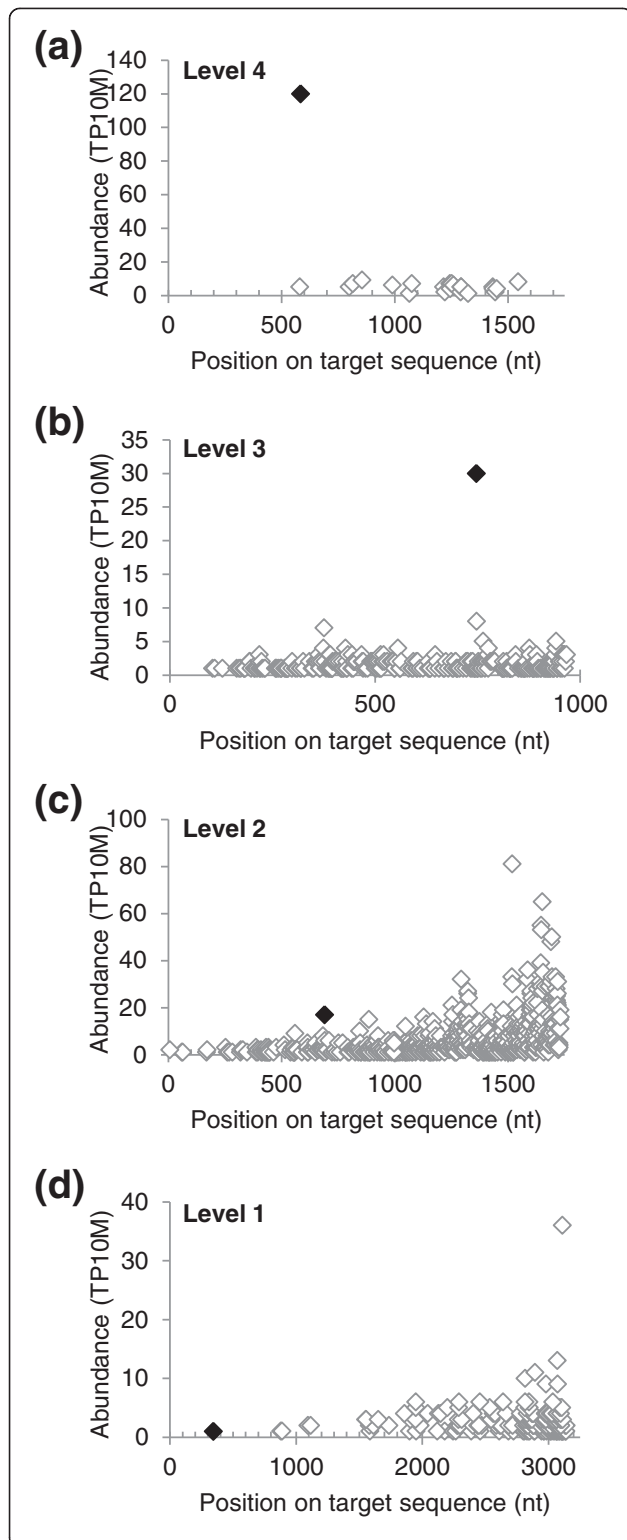 (a)
Level 4
Abundance (TP10M)
140
120
100
80
60
40
20
0
0 500 1000 1500
Position on target sequence (nt)
(b)
Level 3
Abundance (TP10M)
35
30
25
20
15
10
5
0
0 500 1000
Position on target sequence (nt)
(c)
Level 2
Abundance (TP10M)
100
80
60
40
20
0
0 500 1000 1500
Position on target sequence (nt)
(d)
Level 1
Abundance (TP10M)
40
30
20
10
0
0 1000 2000 3000
Position on target sequence (nt)